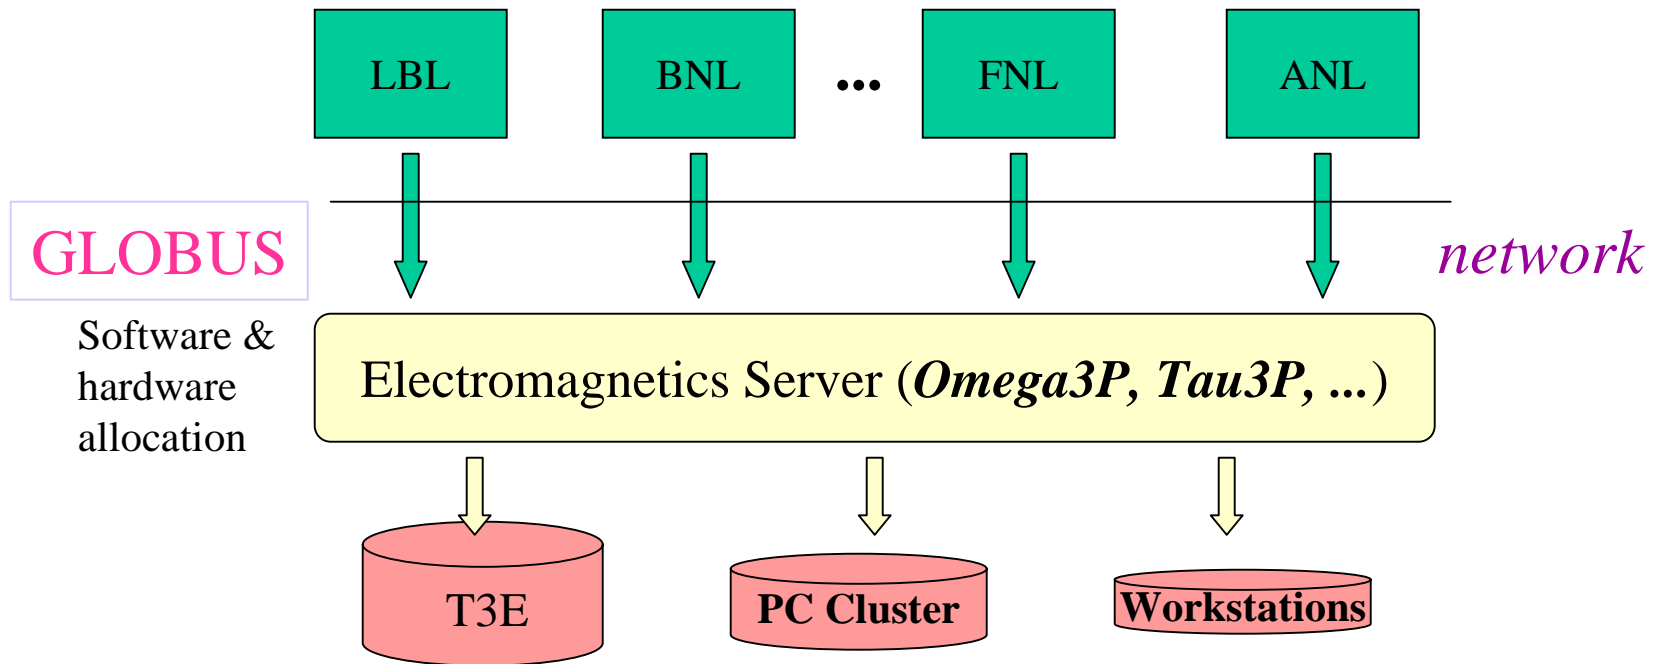 LBL
BNL
...
FNL
ANL
GLOBUS
network
Software &
hardware
allocation
Electromagnetics Server (Omega3P, Tau3P, ...)
T3E
PC Cluster
Workstations